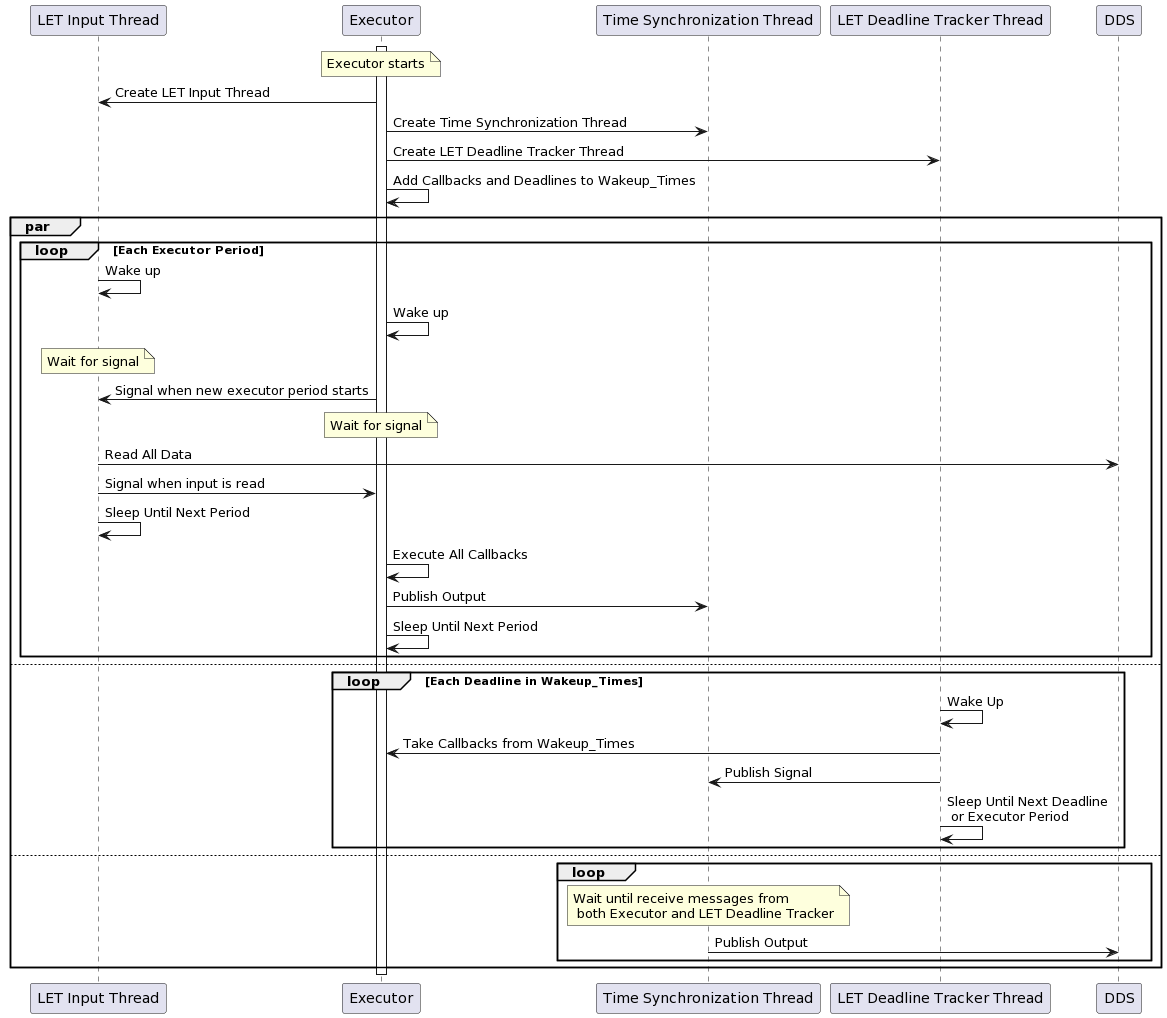 LET Input Thread
Executor
Time Synchronization Thread
LET Deadline Tracker Thread
DDS
Executor starts
Create LET Input Thread
Create Time Synchronization Thread
Create LET Deadline Tracker Thread
Add Callbacks and Deadlines to Wakeup_Times
par
loop
[Each Executor Period]
Wake up
Wake up
Wait for signal
Signal when new executor period starts
Wait for signal
Read All Data
Signal when input is read
Sleep Until Next Period
Execute All Callbacks
Publish Output
Sleep Until Next Period
loop
[Each Deadline in Wakeup_Times]
Wake Up
Take Callbacks from Wakeup_Times
Publish Signal
Sleep Until Next Deadline
or Executor Period
loop
Wait until receive messages from
both Executor and LET Deadline Tracker
Publish Output
LET Input Thread
Executor
Time Synchronization Thread
LET Deadline Tracker Thread
DDS